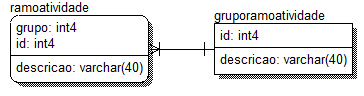 ramoatividade
grupo: int4
id: int4
descricao: varchar(40)
gruporamoatividade
id: int4
descricao: varchar(40)